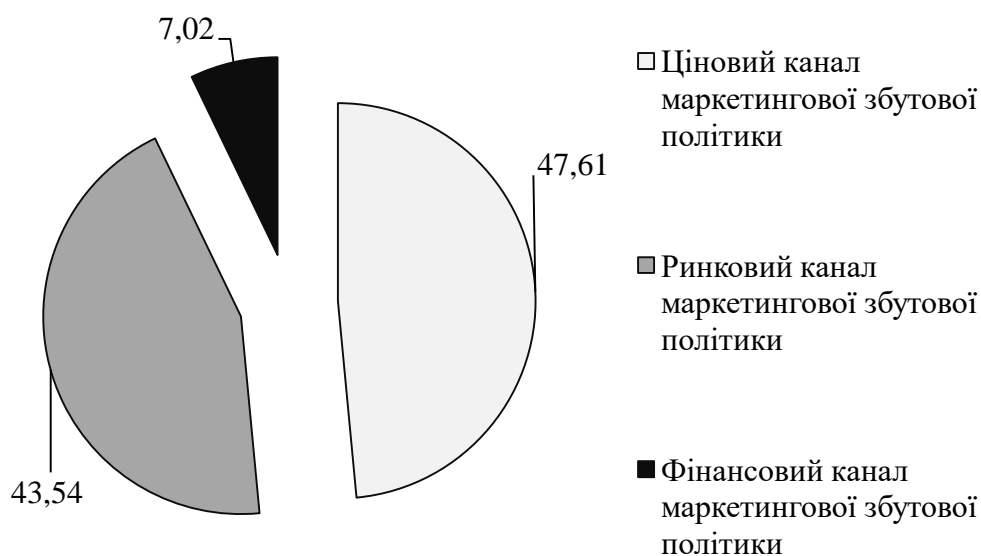 7,02
47,61
43,54
Ціновий канал
маркетингової збутової
політики
Ринковий канал
маркетингової збутової
політики
Фінансовий канал
маркетингової збутової
політики